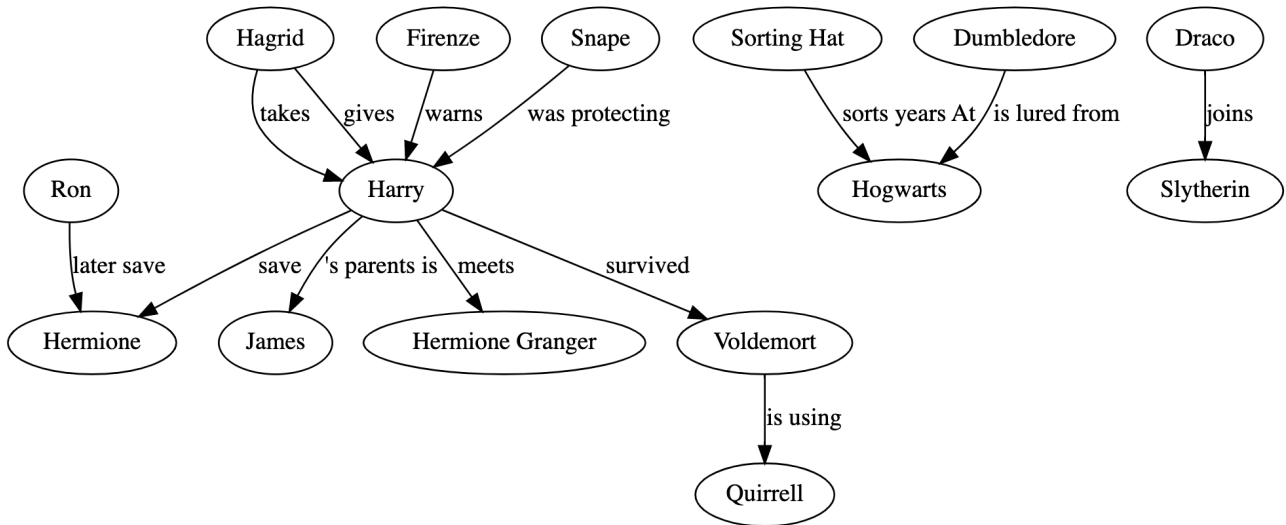 Hagrid
Firenze
Snape
Sorting Hat
Dumbledore
Draco
takes
gives
warns
was protecting
sorts years At
is lured from
joins
Ron
Harry
Hogwarts
Slytherin
later save
save
's parents is
meets
survived
Hermione
James
Hermione Granger
Voldemort
is using
Quirrell